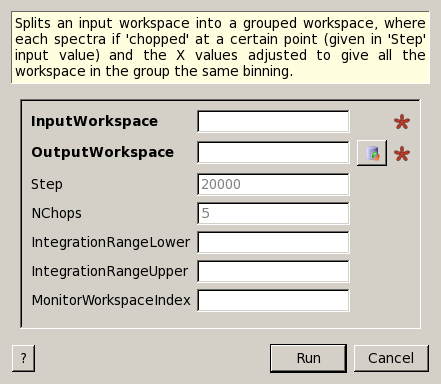 Splits an input workspace into a grouped workspace, where
each spectra if 'chopped' at a certain point (given in 'Step'
input value) and the X values adjusted to give all the
workspace in the group the same binning.
InputWorkspace
OutputWorkspace
Step 20000
NChops 5
IntegrationRangeLower
IntegrationRangeUpper
MonitorWorkspaceIndex
? Run Cancel